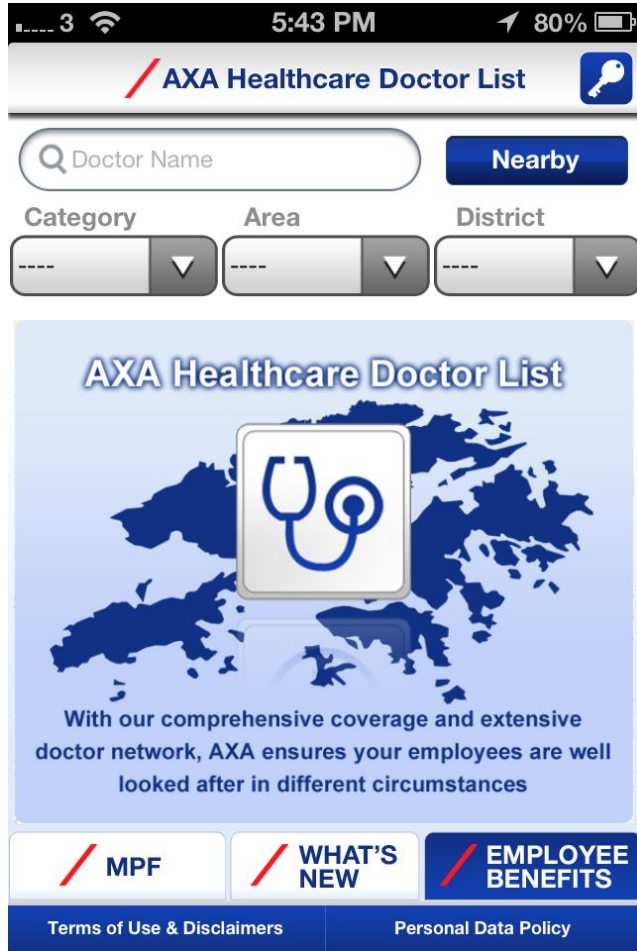 3 5:43 PM 80%
AXA Healthcare Doctor List
Doctor Name
Nearby
Category Area District
---- ---- ----
AXA Healthcare Doctor List
With our comprehensive coverage and extensive
doctor network, AXA ensures your employees are well
looked after in different circumstances
MPF
WHAT'S
NEW
EMPLOYEE
BENEFITS
Terms of Use & Disclaimers
Personal Data Policy